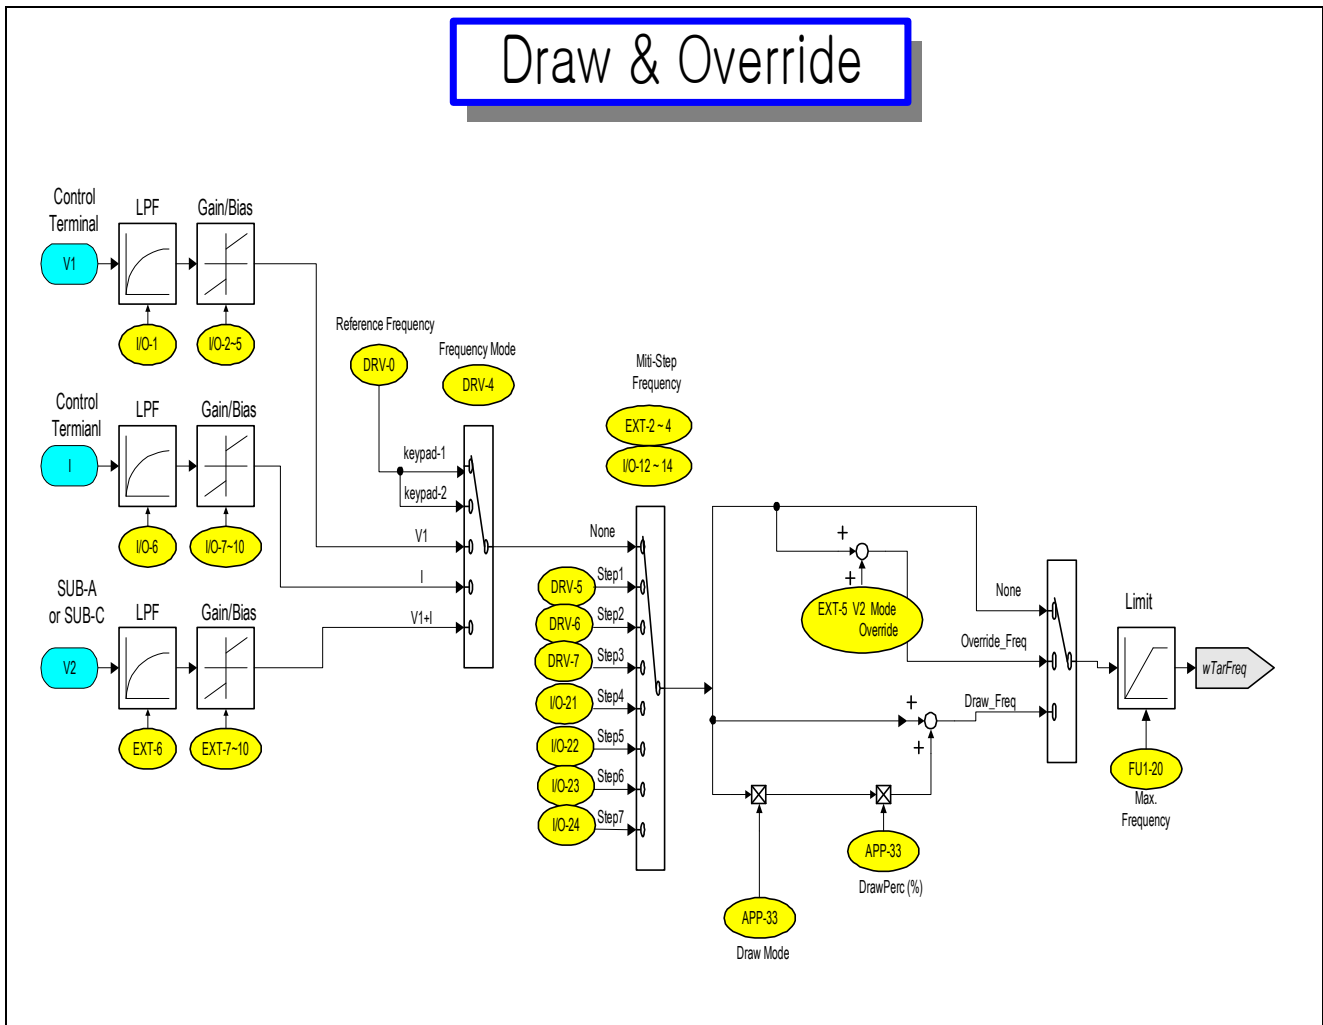 Draw & Override
Control
Terminal
LPF
Gain/Bias
V1
I/O-1
I/O-2~5
Reference Frequency
DRV-0
Frequency Mode
DRV-4
Miti-Step
Frequency
EXT-2 ~ 4
I/O-12 ~ 14
Control
Termianl
LPF
Gain/Bias
I
I/O-6
I/O-7~10
keypad-1
keypad-2
V1
I
V1+I
SUB-A
or SUB-C
LPF
Gain/Bias
V2
EXT-6
EXT-7~10
None
DRV-5
Step1
DRV-6
Step2
DRV-7
Step3
I/O-21
Step4
I/O-22
Step5
I/O-23
Step6
I/O-24
Step7
+
+
EXT-5 V2 Mode
Override
None
Override_Freq
Draw_Freq
+
+
Limit
wTarFreq
FU1-20
Max.
Frequency
APP-33
DrawPerc (%)
APP-33
Draw Mode